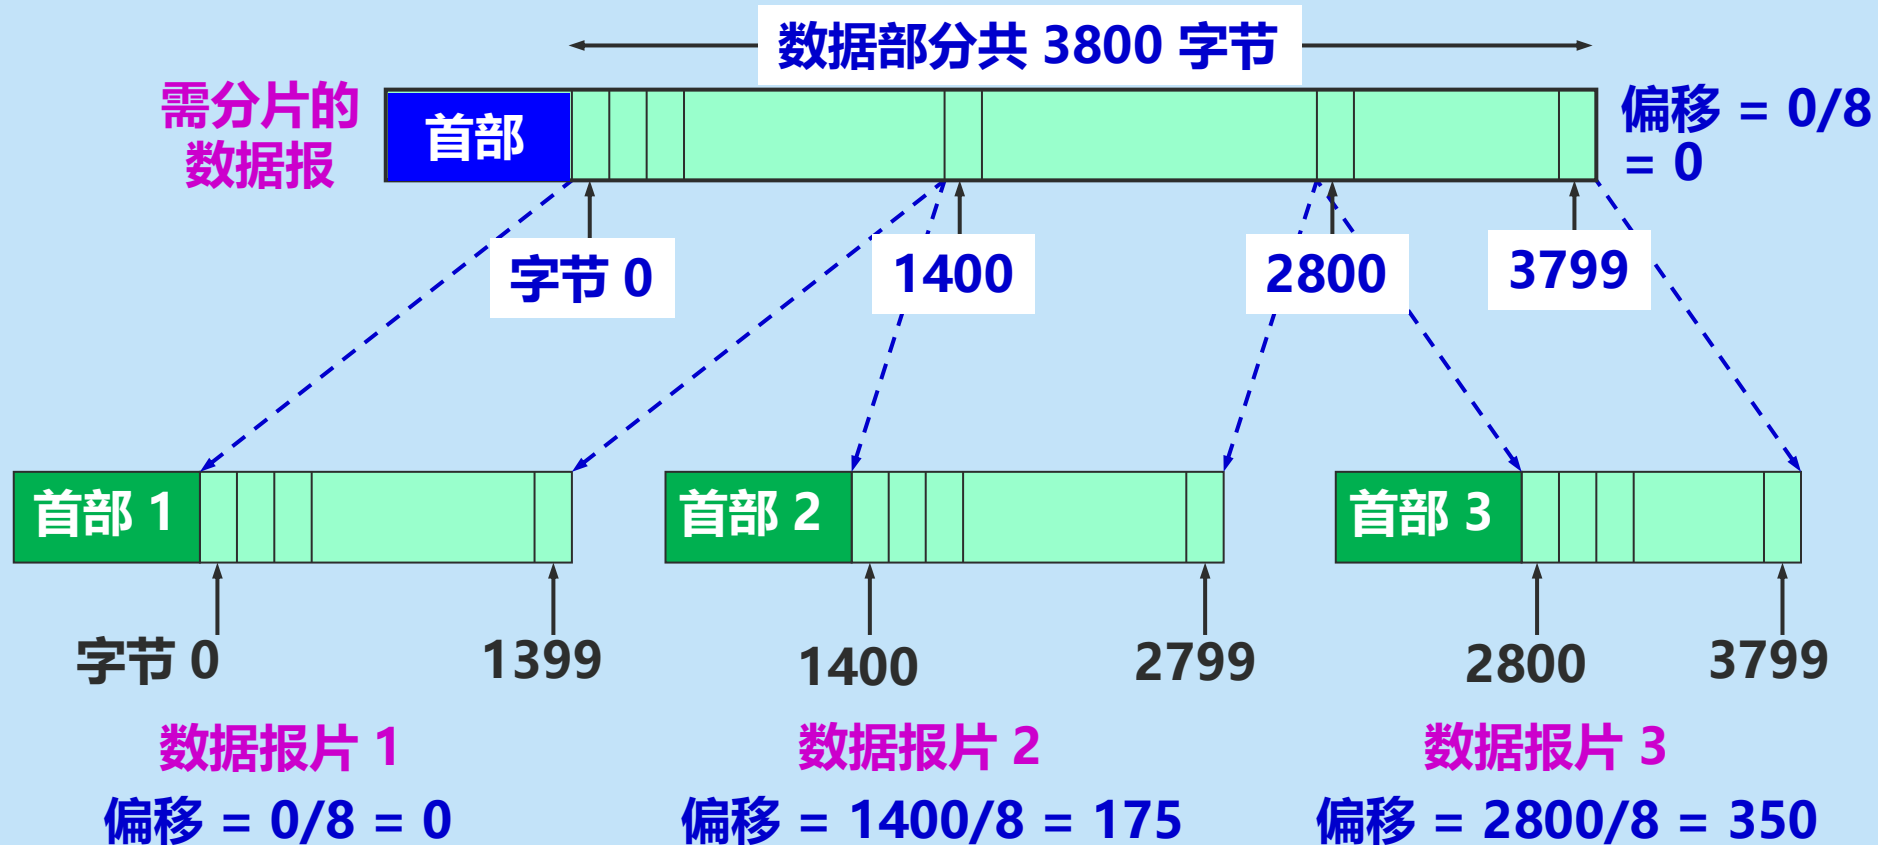 数据部分共 3800 字节
需分片的
数据报
首部
偏移 = 0/8
= 0
字节 0
1400
2800
3799
首部 1
首部 2
首部 3
字节 0
1399
1400
2799
2800
3799
数据报片 1
数据报片 2
数据报片 3
偏移 = 0/8 = 0
偏移 = 1400/8 = 175
偏移 = 2800/8 = 350